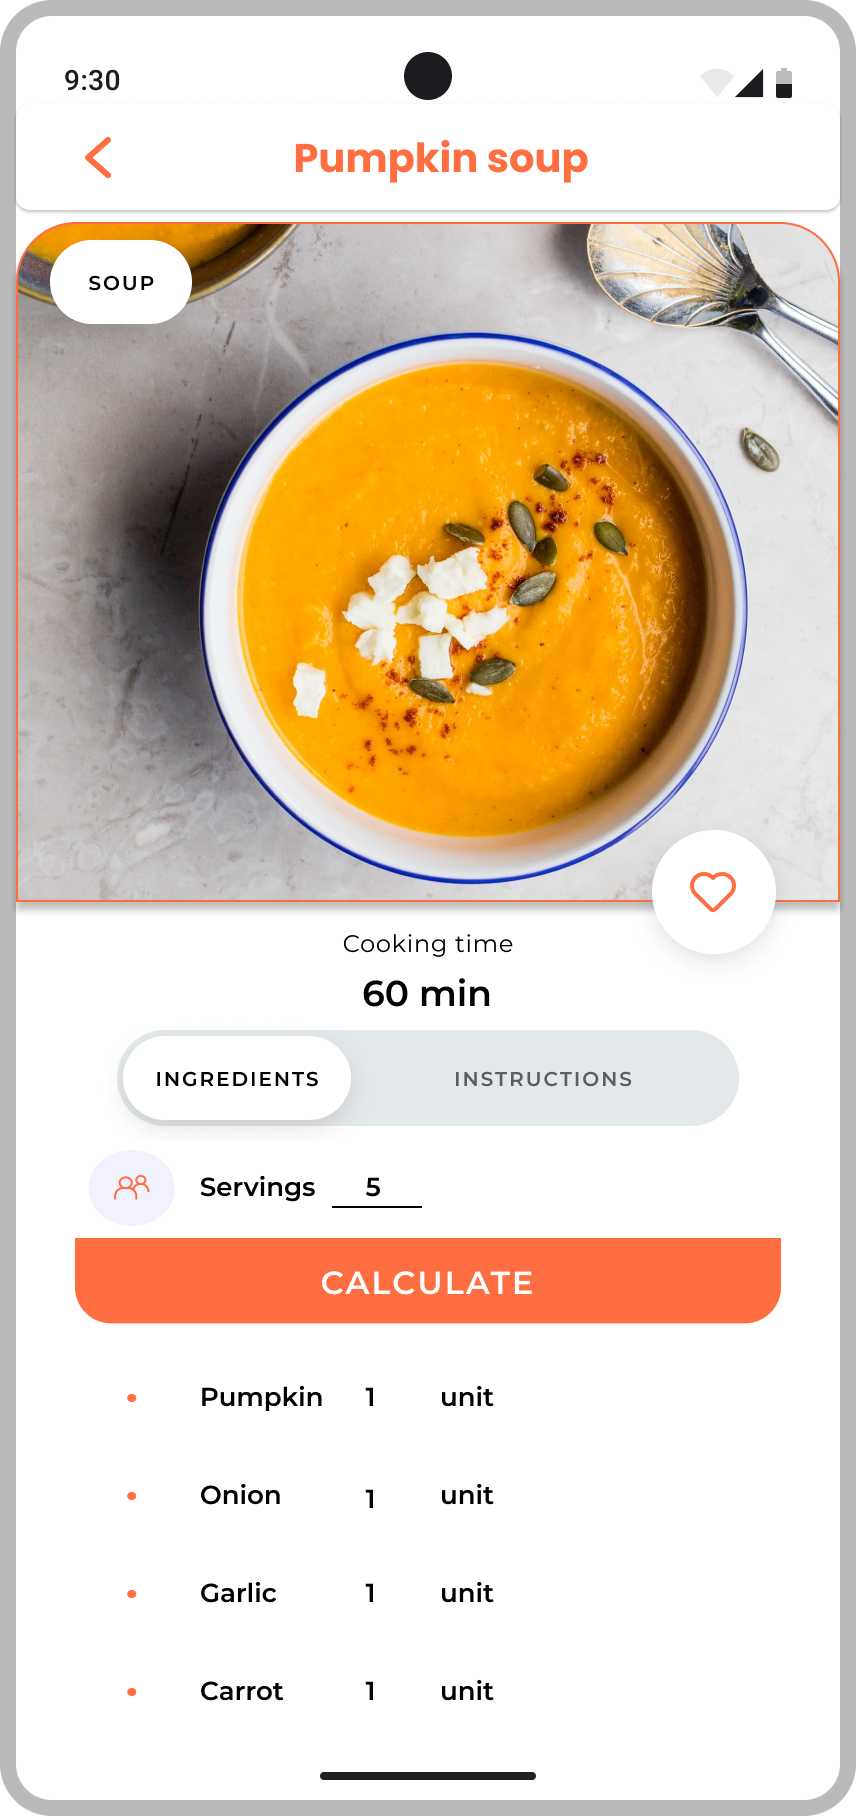 9:30
Pumpkin soup
SOUP
Cooking time
60 min
INGREDIENTS INSTRUCTIONS
Servings 5
CALCULATE
• Pumpkin 1 unit
• Onion 1 unit
• Garlic 1 unit
• Carrot 1 unit